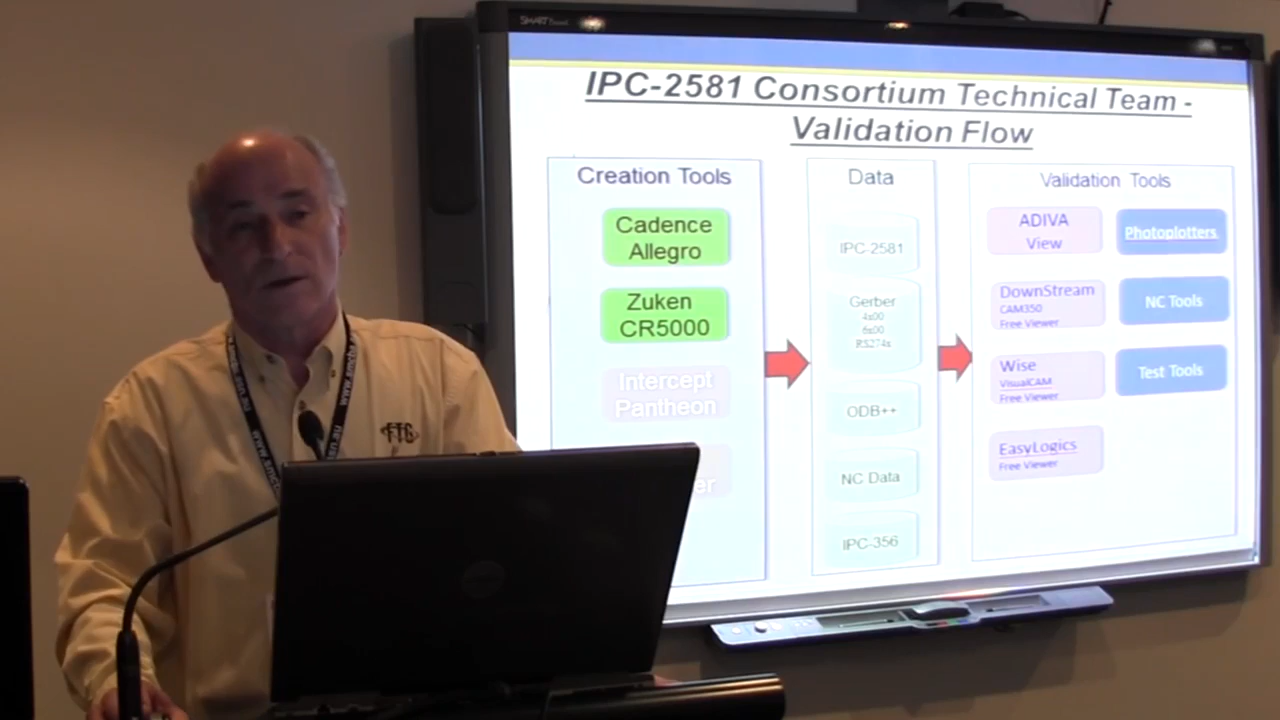 SMART
IPC-2581 Consortium Technical Team -
Validation Flow
Creation Tools
Cadence
Allegro
Zuken
CR5000
Intercept
Pantheon
er
Data
IPC-2581
Gerber
4x00
6x00
RS274x
ODB++
NC Data
IPC-356
Validation Tools
ADIVA
View
DownStream
CAM350
Free Viewer
Wise
VisualCAM
Free Viewer
EasyLogics
Free Viewer
Photoplotters
NC Tools
Test Tools
FTG